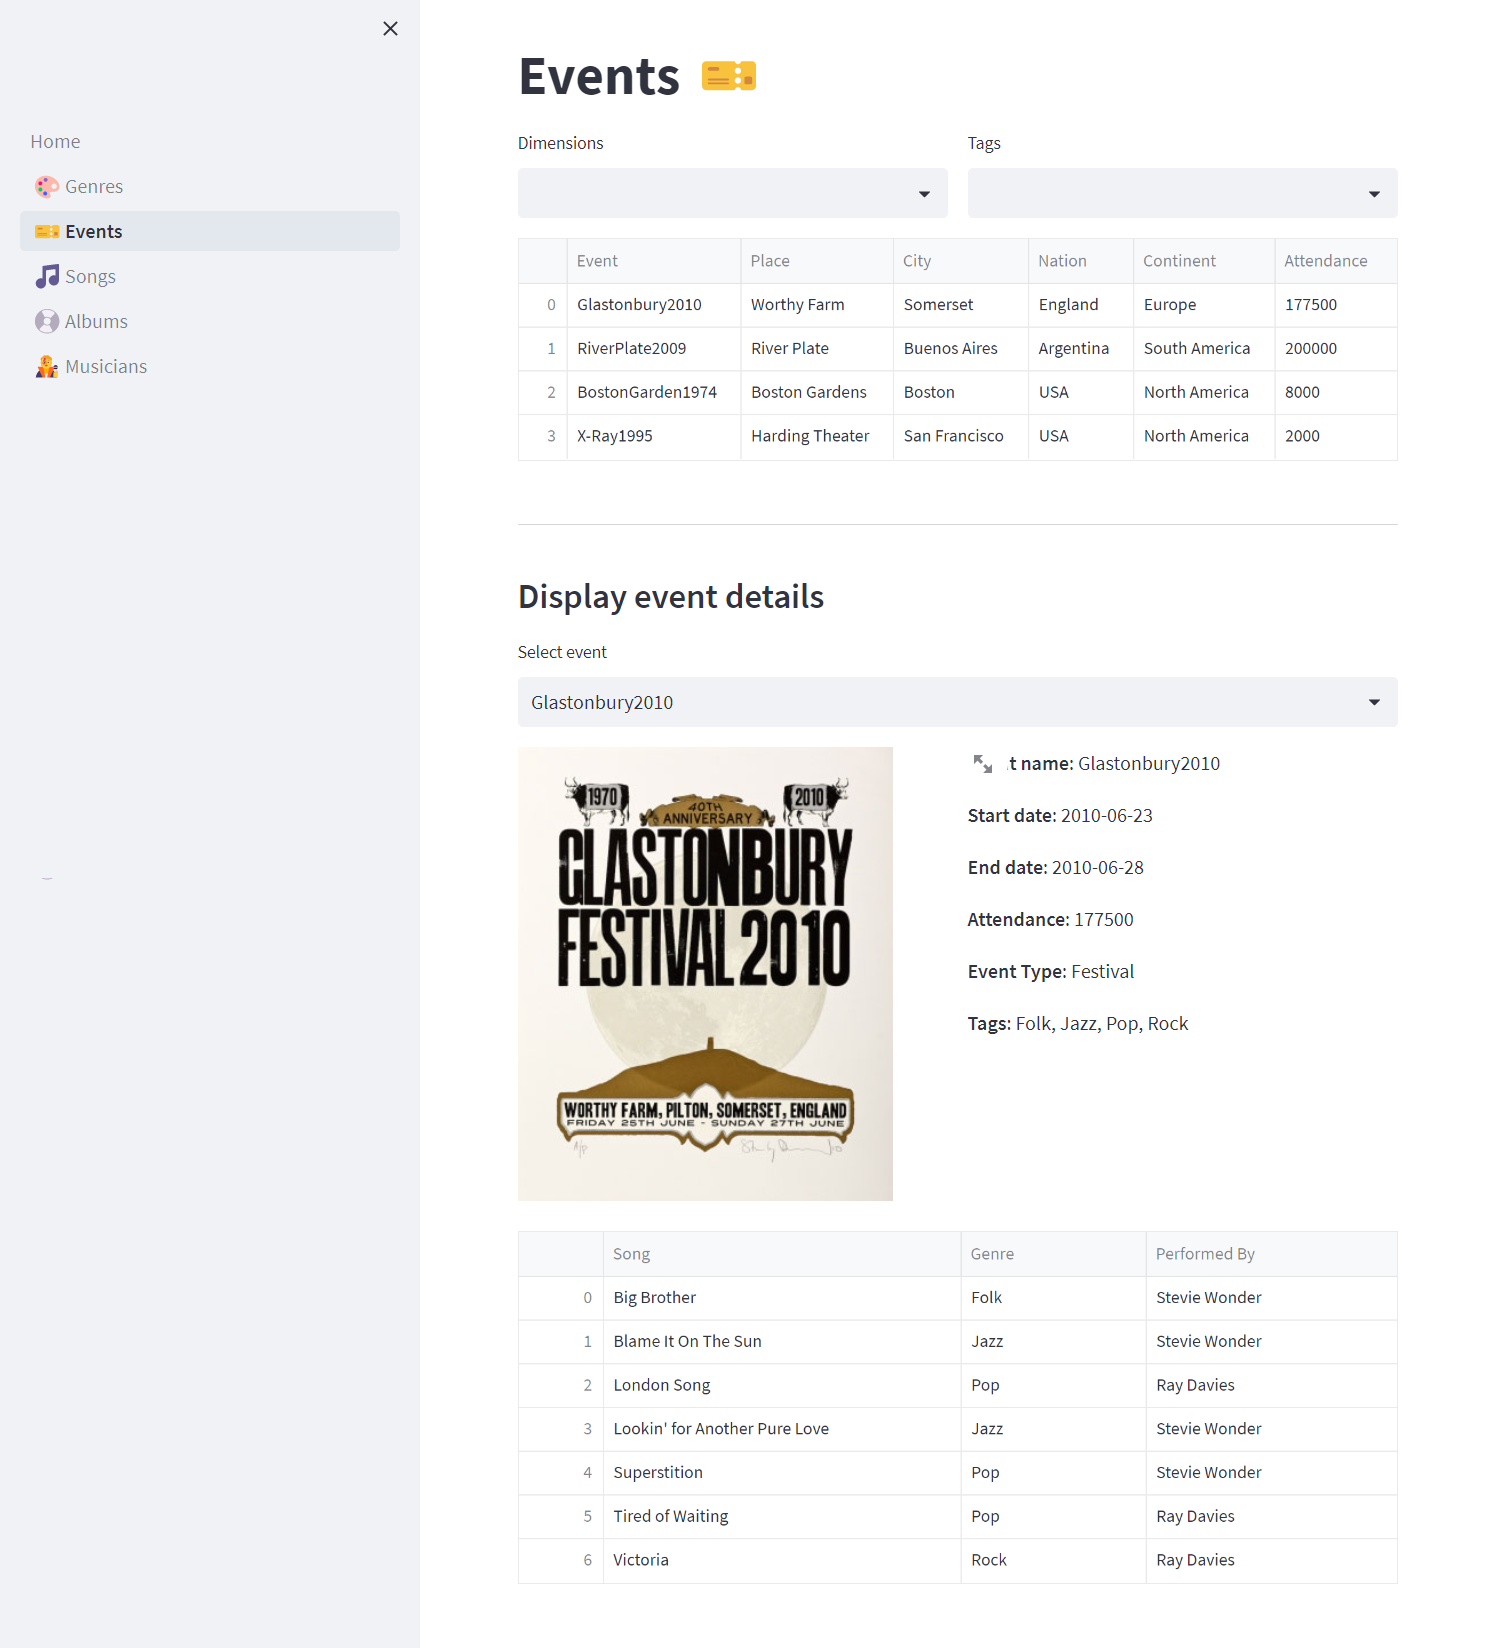 Home
Genres
Events
Songs
Albums
Musicians
Events
Dimensions Tags
Event Place City Nation Continent Attendance
0 Glastonbury2010 Worthy Farm Somerset England Europe 177500
1 RiverPlate2009 River Plate Buenos Aires Argentina South America 200000
2 BostonGarden1974 Boston Gardens Boston USA North America 8000
3 X-Ray1995 Harding Theater San Francisco USA North America 2000
Display event details
Select event
Glastonbury2010
1970 2010
40TH
ANNIVERSARY
GLASTONBURY
FESTIVAL 2010
WORTHY FARM, PILTON, SOMERSET, ENGLAND
FRIDAY 25TH JUNE - SUNDAY 27TH JUNE
A/P
t name: Glastonbury2010
Start date: 2010-06-23
End date: 2010-06-28
Attendance: 177500
Event Type: Festival
Tags: Folk, Jazz, Pop, Rock
Song Genre Performed By
0 Big Brother Folk Stevie Wonder
1 Blame It On The Sun Jazz Stevie Wonder
2 London Song Pop Ray Davies
3 Lookin' for Another Pure Love Jazz Stevie Wonder
4 Superstition Pop Stevie Wonder
5 Tired of Waiting Pop Ray Davies
6 Victoria Rock Ray Davies